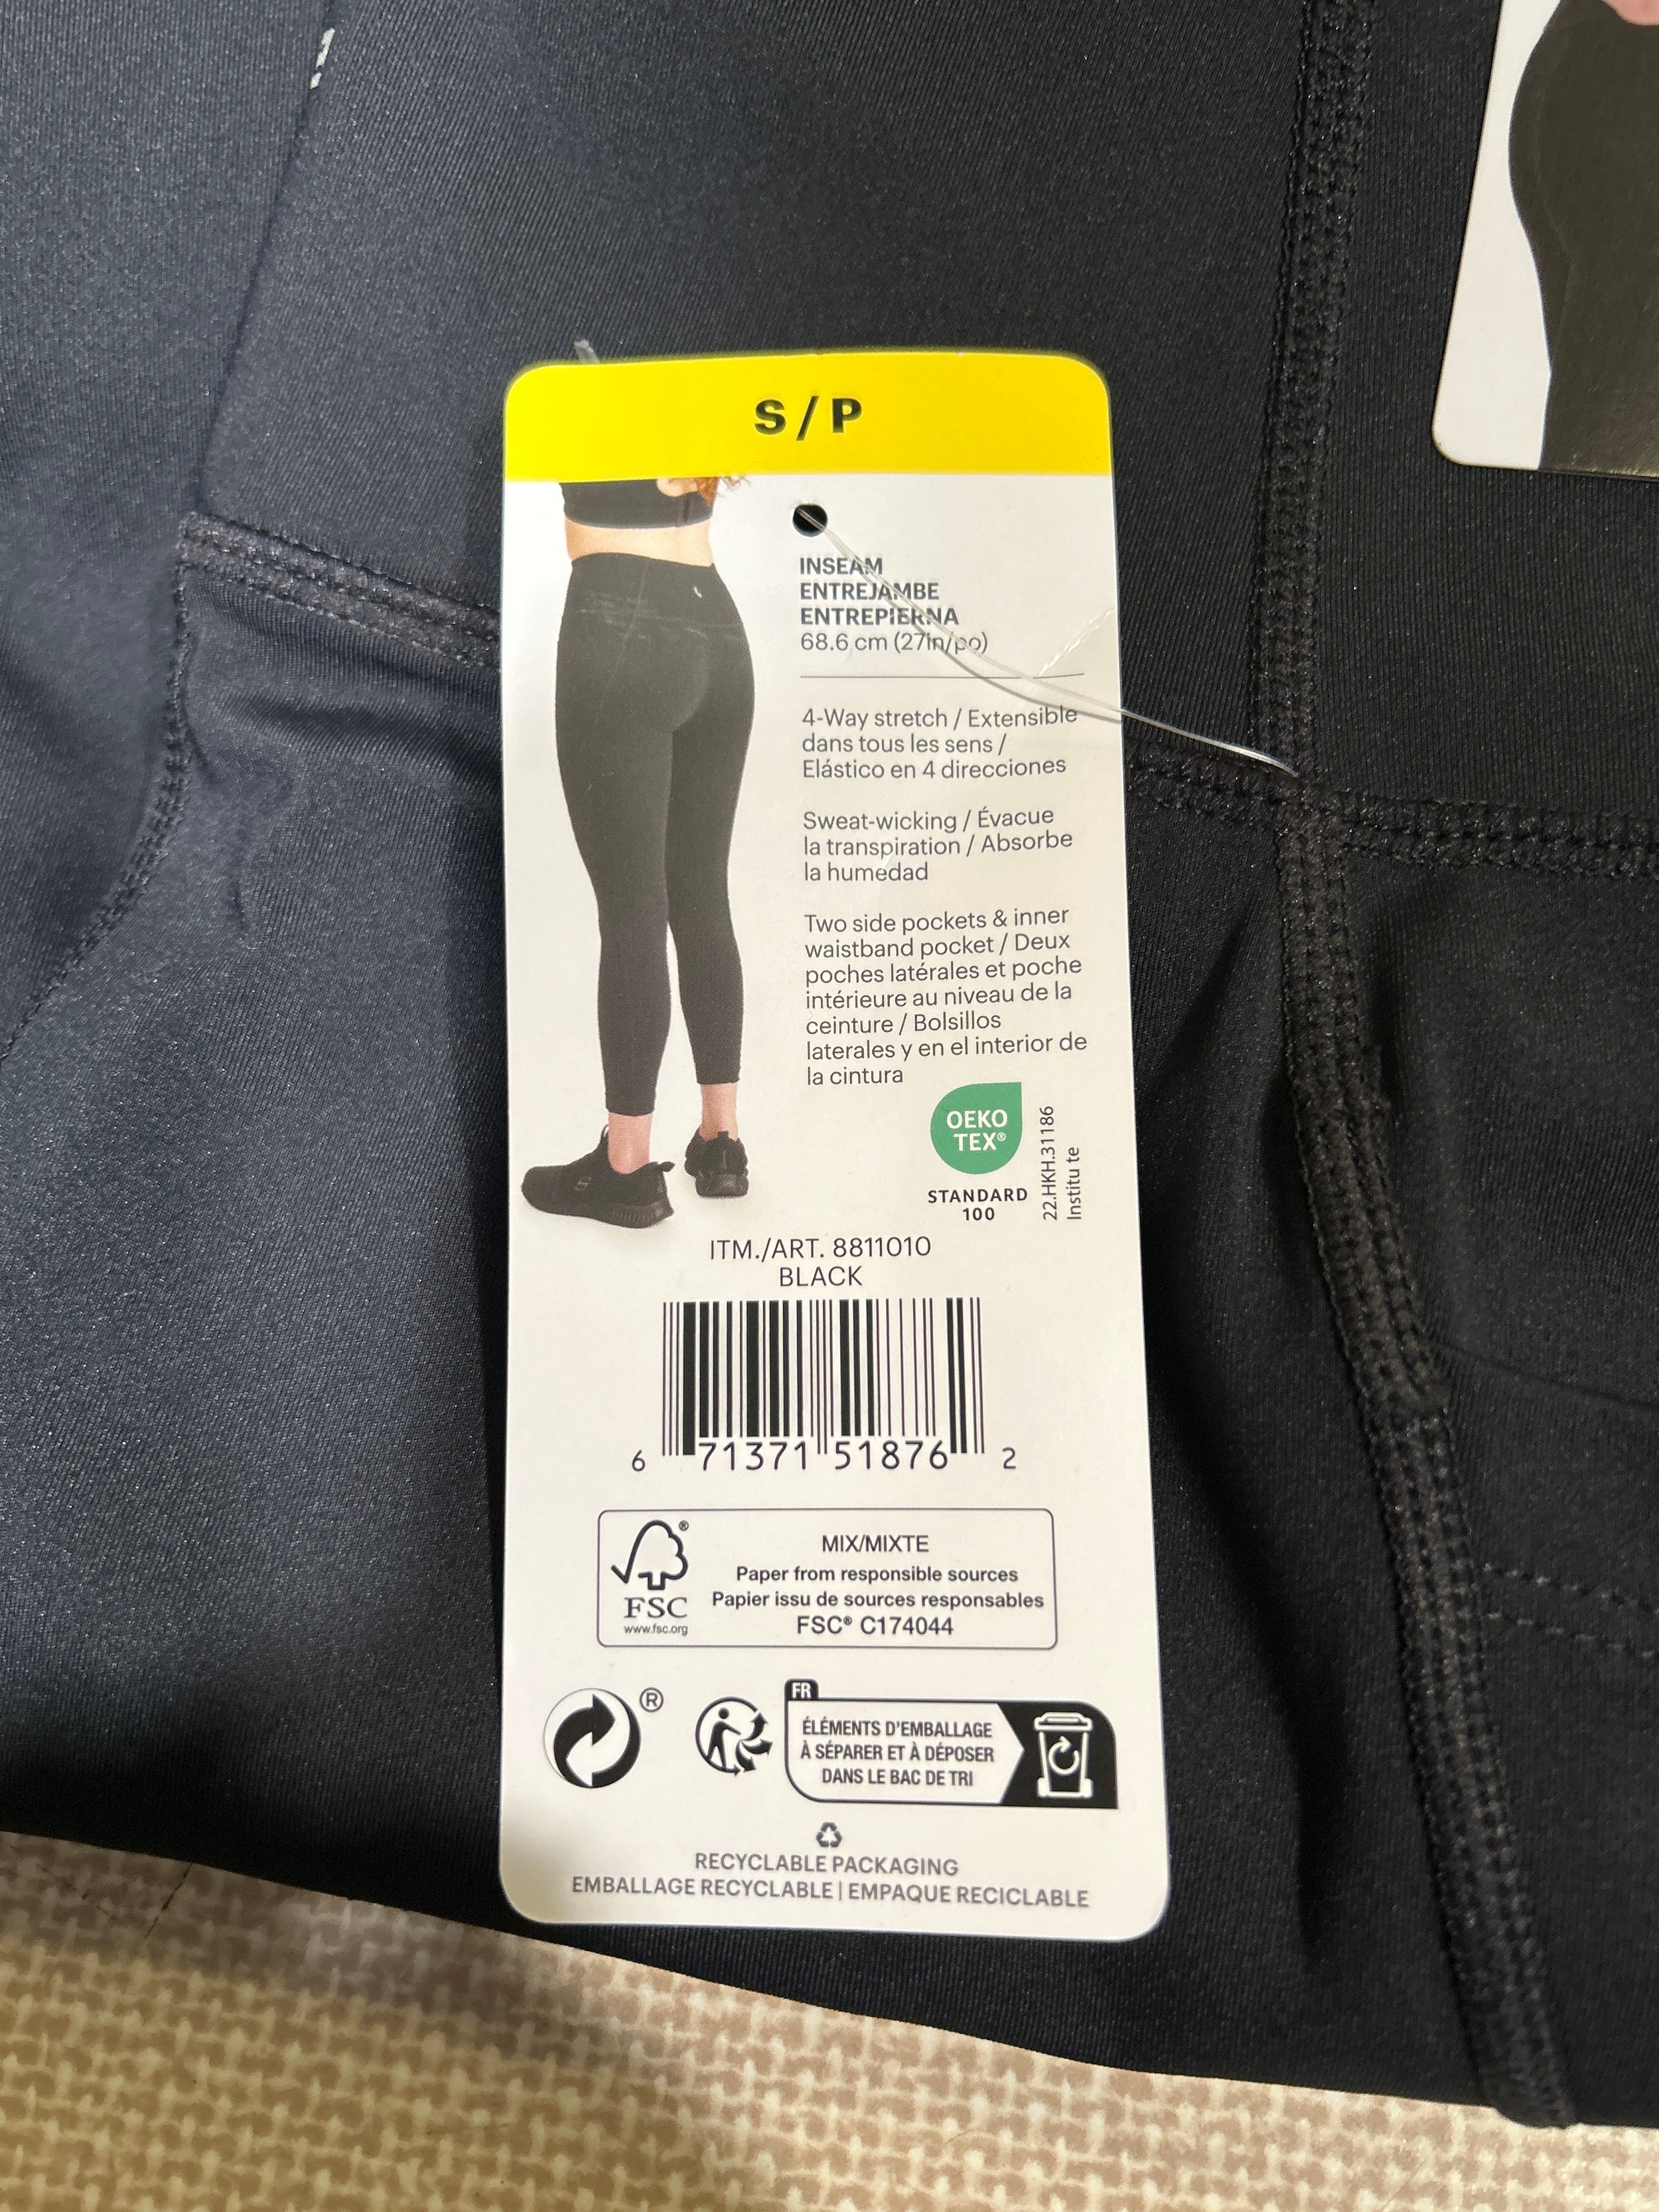 S / P
INSEAM
ENTREJAMBE
ENTREPIERNA
68.6 cm (27in/po)
4-Way stretch / Extensible
dans tous les sens /
Elástico en 4 direcciones
Sweat-wicking / Évacue
la transpiration / Absorbe
la humedad
Two side pockets & inner
waistband pocket / Deux
poches latérales et poche
intérieure au niveau de la
ceinture / Bolsillos
laterales y en el interior de
la cintura
OEKO
TEX®
STANDARD
100
22.HKH.31186
Institu te
ITM./ART. 8811010
BLACK
6 71371 51876 2
®
FSC
www.fsc.org
MIX/MIXTE
Paper from responsible sources
Papier issu de sources responsables
FSC® C174044
®
FR
ÉLÉMENTS D'EMBALLAGE
À SÉPARER ET À DÉPOSER
DANS LE BAC DE TRI
RECYCLABLE PACKAGING
EMBALLAGE RECYCLABLE | EMPAQUE RECICLABLE